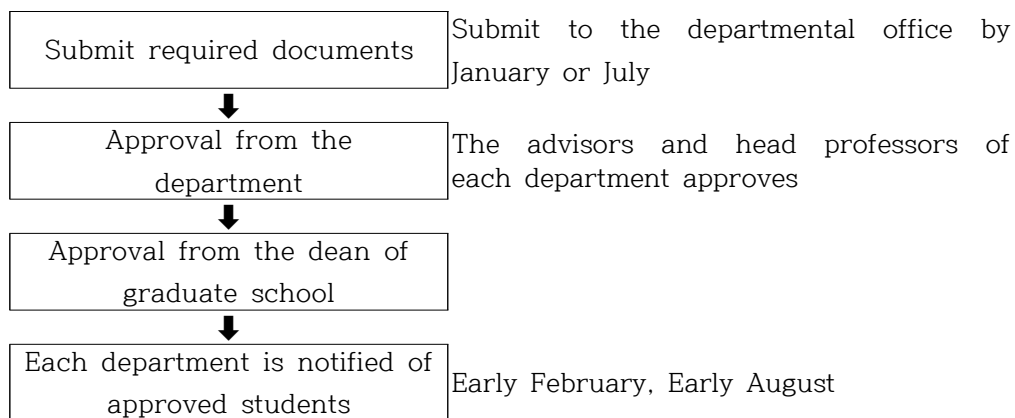 Submit required documents
Submit to the departmental office by
January or July
Approval from the
department
The advisors and head professors of
each department approves
Approval from the dean of
graduate school
Each department is notified of
approved students
Early February, Early August